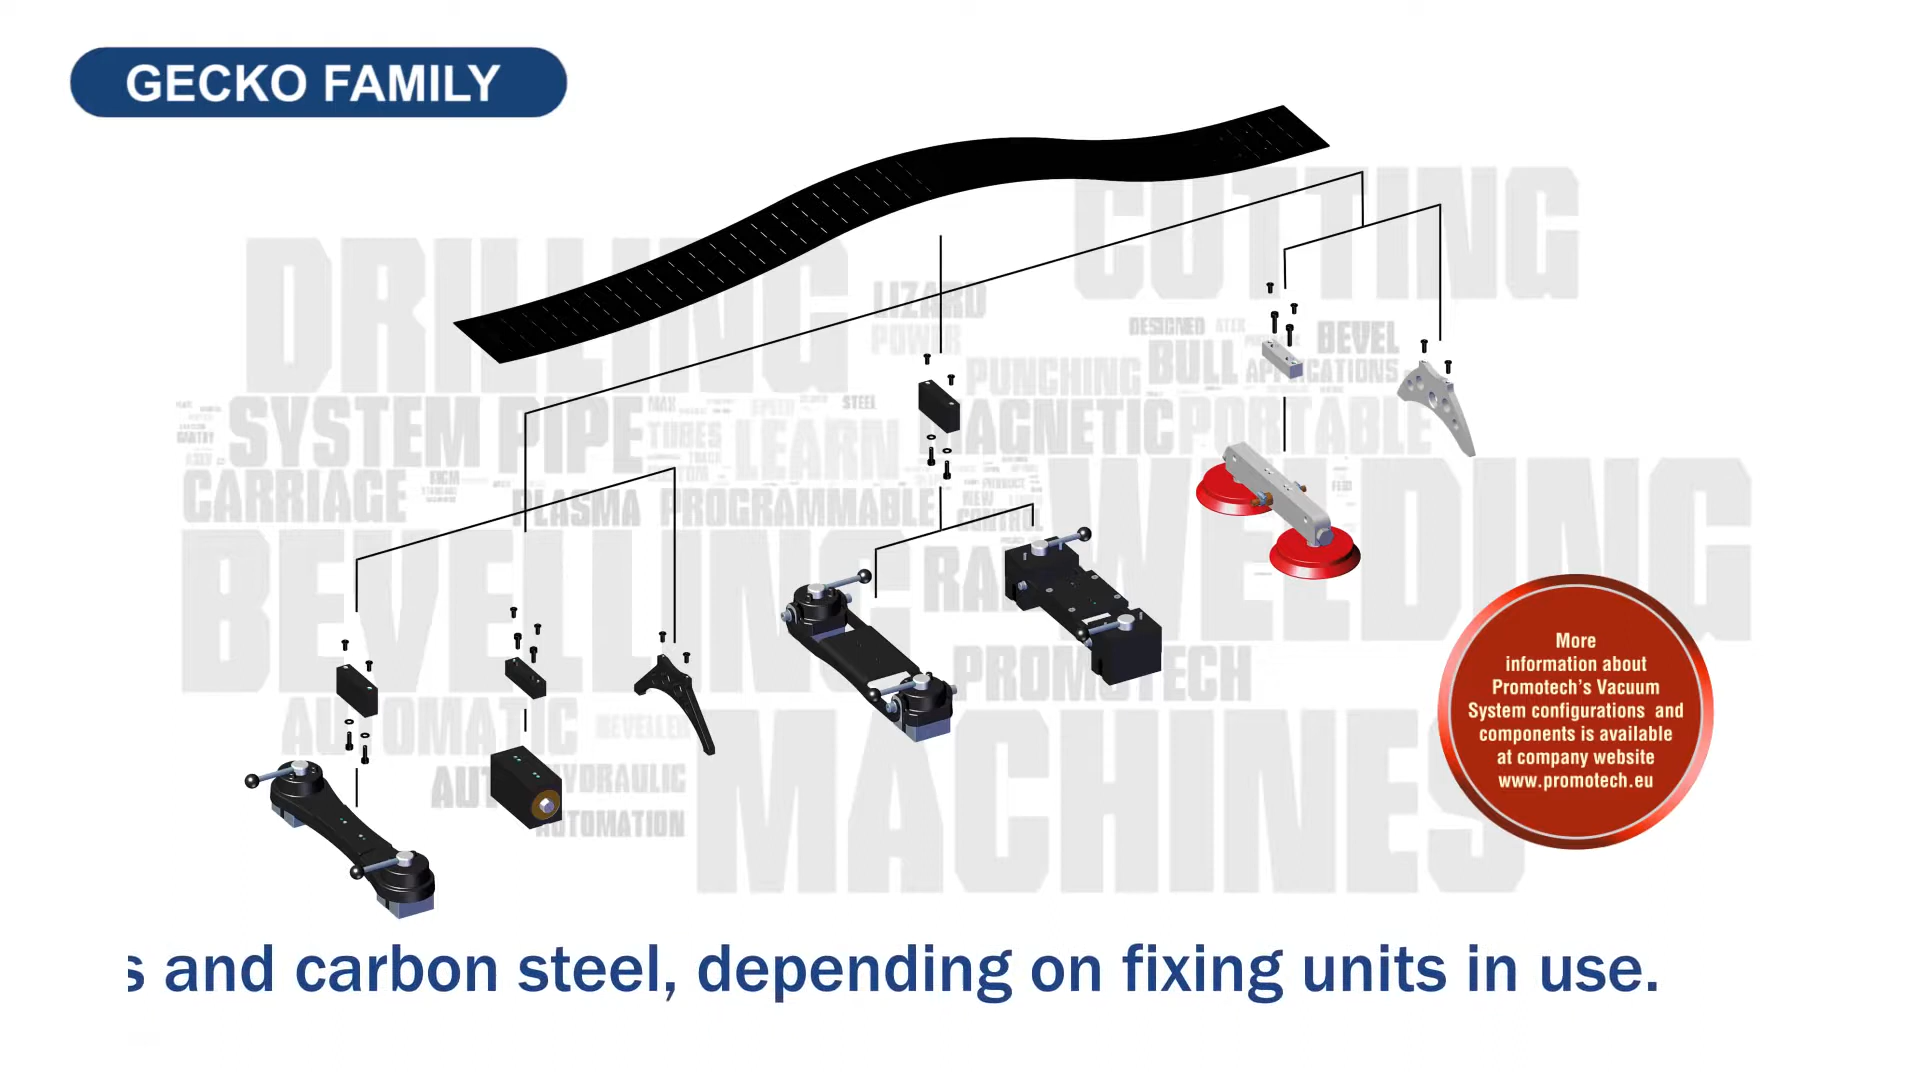 GECKO FAMILY
CUTTING
DRILLING
LIZARD
POWER
DESIGNED
BEVEL
BULL
APPLICATIONS
PUNCHING
STEEL
SYSTEM PIPE
TUBES
LEARN
MAGNETIC
PORTABLE
CARRIAGE
PLASMA
PROGRAMMABLE
CONTROL
WELDING
BEVELLING
PROMOTECH
AUTOMATIC
BEVELLER
HYDRAULIC
AUTOMATION
MACHINES
More
information about
Promotech's Vacuum
System configurations and
components is available
at company website
www.promotech.eu
s and carbon steel, depending on fixing units in use.